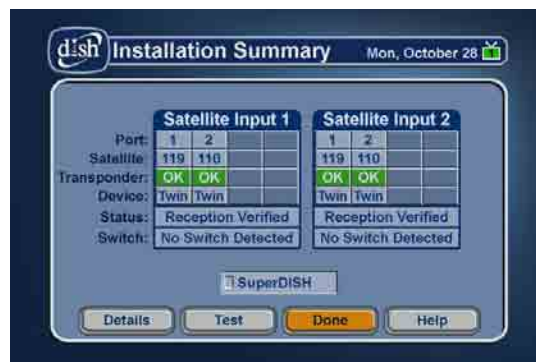 dish Installation Summary Mon, October 28 1
Satellite Input 1 Satellite Input 2
Port: 1 2 1 2
Satellite: 119 110 119 110
Transponder: OK OK OK OK
Device: Twin Twin Twin Twin
Status: Reception Verified Reception Verified
Switch: No Switch Detected No Switch Detected
SuperDISH
Details Test Done Help